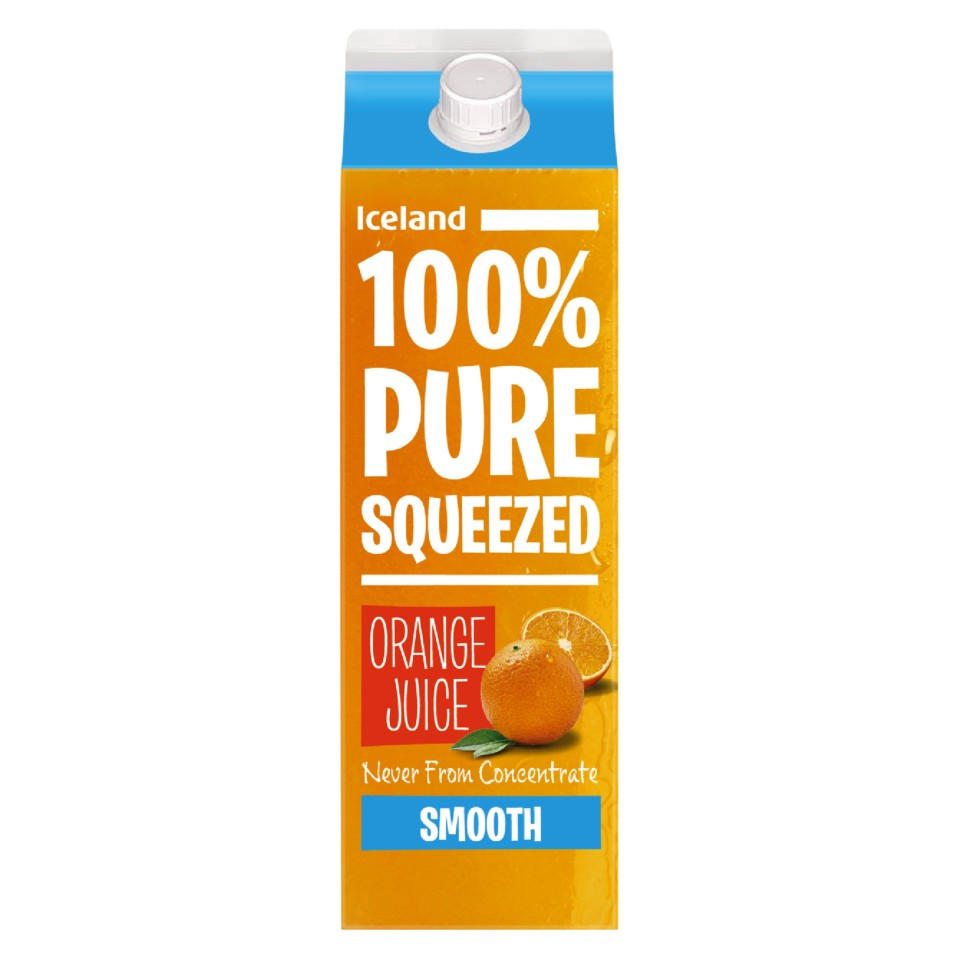 Iceland
100%
PURE
SQUEEZED
ORANGE
JUICE
Never From Concentrate
SMOOTH